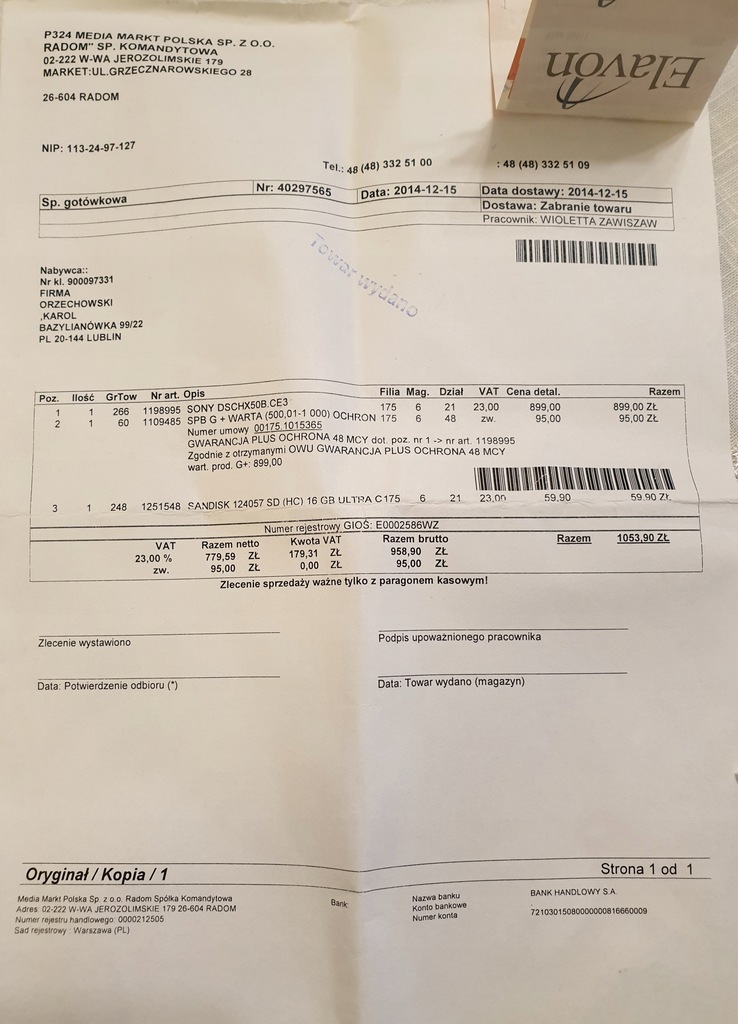 P324 MEDIA MARKT POLSKA SP. Z O.O.
RADOM" SP. KOMANDYTOWA
02-222 W-WA JEROZOLIMSKIE 179
MARKET:UL.GRZECZNAROWSKIEGO 28
26-604 RADOM
Elavon
NIP: 113-24-97-127
Tel.: 48 (48) 332 51 00 : 48 (48) 332 51 09
Sp. gotówkowa Nr: 40297565 Data: 2014-12-15 Data dostawy: 2014-12-15
Dostawa: Zabranie towaru
Pracownik: WIOLETTA ZAWISZAW
Towar wydano
Nabywca::
Nr kl. 900097331
FIRMA
ORZECHOWSKI
,KAROL
BAZYLIANÓWKA 99/22
PL 20-144 LUBLIN
Poz. Ilość GrTow Nr art. Opis Filia Mag. Dział VAT Cena detal. Razem
1 1 266 1198995 SONY DSCHX50B.CE3 175 6 21 23,00 899,00 899,00 ZŁ
2 1 60 1109485 SPB G + WARTA (500,01-1 000) OCHRON 175 6 48 zw. 95,00 95,00 ZŁ
Numer umowy 00175.1015365
GWARANCJA PLUS OCHRONA 48 MCY dot. poz. nr 1 -> nr art. 1198995
Zgodnie z otrzymanymi OWU GWARANCJA PLUS OCHRONA 48 MCY
wart. prod. G+: 899,00
3 1 248 1251548 SANDISK 124057 SD (HC) 16 GB ULTRA C 175 6 21 23,00 59,90 59,90 ZŁ
Numer rejestrowy GIOŚ: E0002586WZ
VAT Razem netto Kwota VAT Razem brutto Razem 1053,90 ZŁ
23,00 % 779,59 ZŁ 179,31 ZŁ 958,90 ZŁ
zw. 95,00 ZŁ 0,00 ZŁ 95,00 ZŁ
Zlecenie sprzedaży ważne tylko z paragonem kasowym!
Zlecenie wystawiono Podpis upoważnionego pracownika
Data: Potwierdzenie odbioru (*) Data: Towar wydano (magazyn)
Oryginał / Kopia / 1 Strona 1 od 1
Media Markt Polska Sp. z o.o. Radom Spółka Komandytowa
Adres: 02-222 W-WA JEROZOLIMSKIE 179 26-604 RADOM
Numer rejestru handlowego: 0000212505
Sad rejestrowy : Warszawa (PL)
Bank: Nazwa banku BANK HANDLOWY S.A.
Konto bankowe
Numer konta 72103015080000000816660009